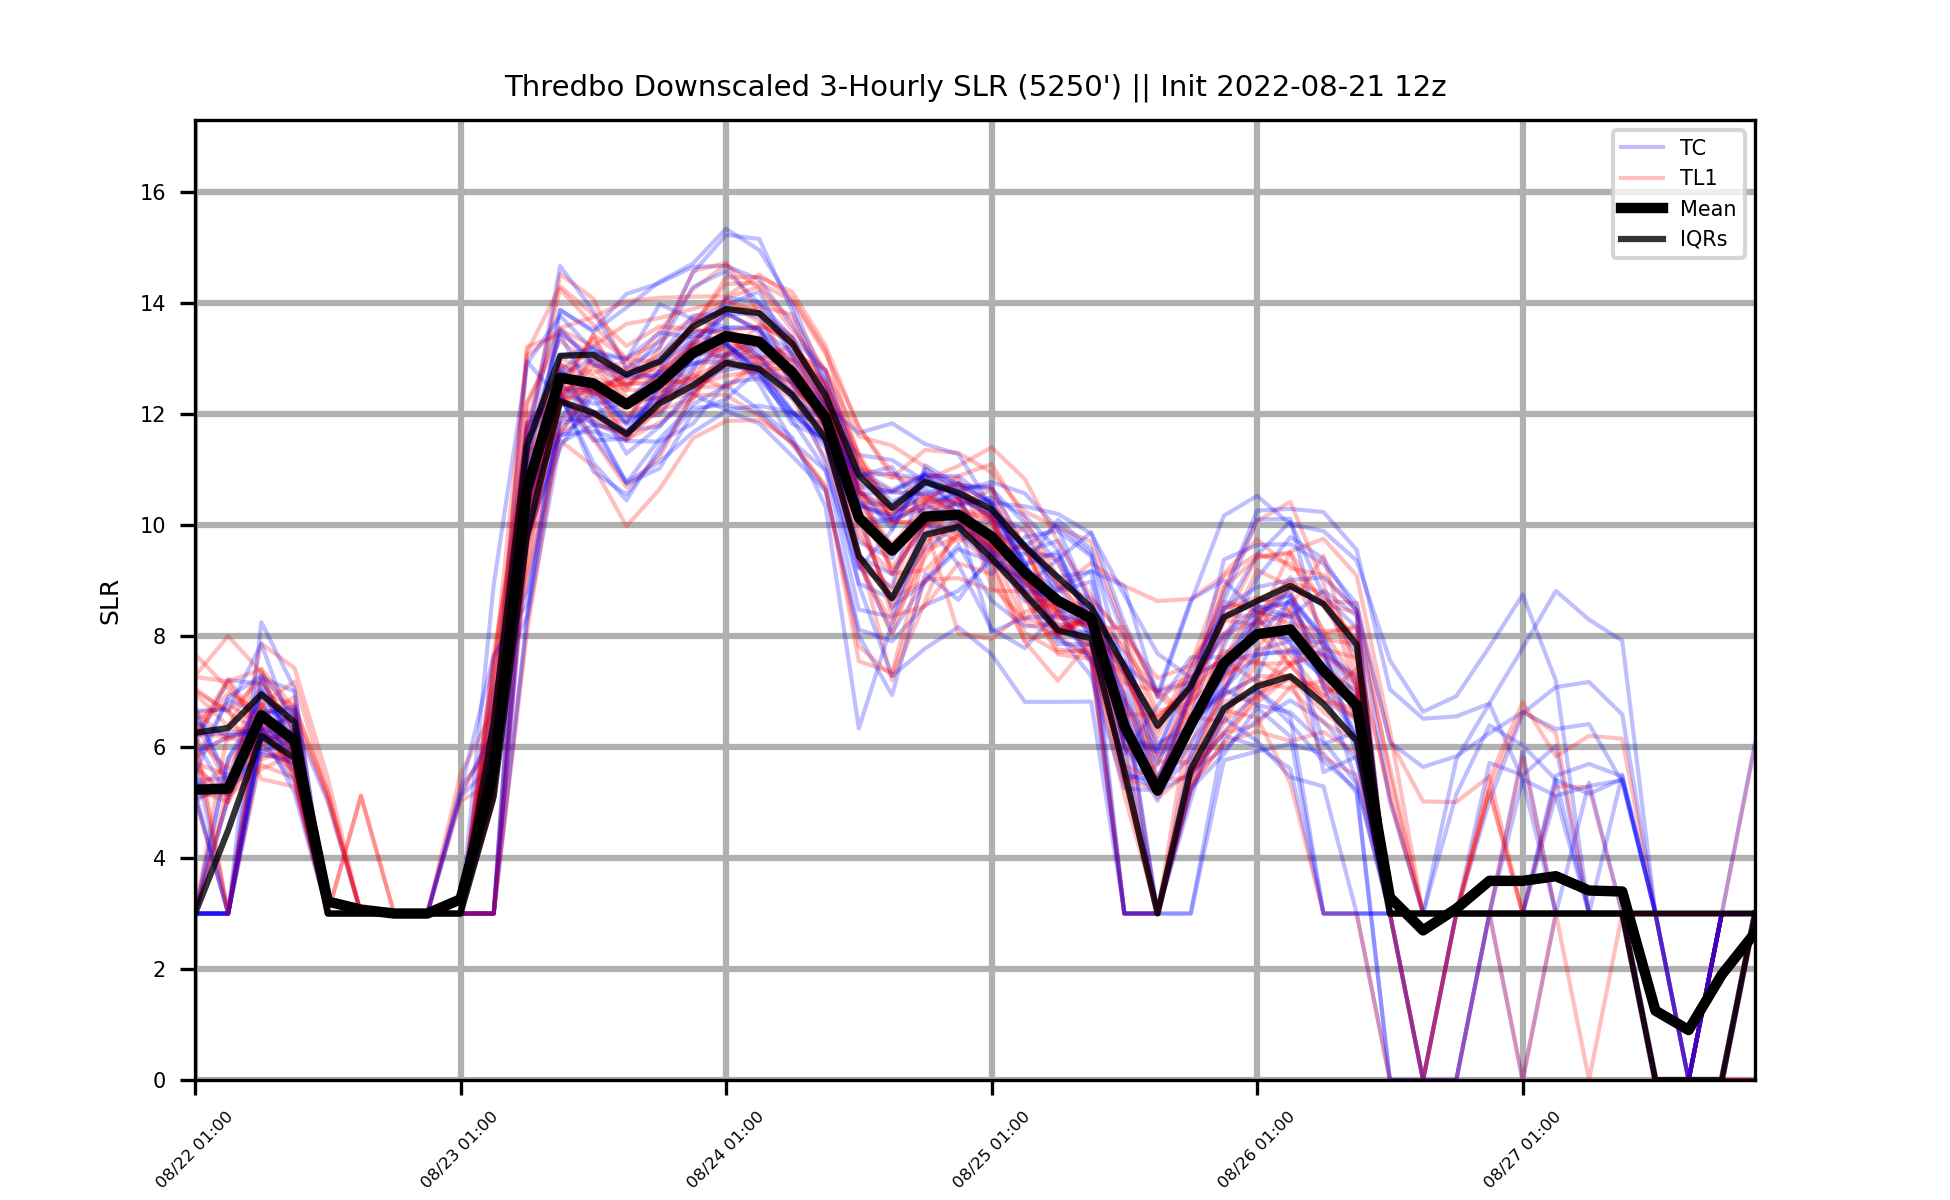 Thredbo Downscaled 3-Hourly SLR (5250') || Init 2022-08-21 12z
TC
TL1
Mean
IQRs
SLR
16
14
12
10
8
6
4
2
0
08/22 01:00
08/23 01:00
08/24 01:00
08/25 01:00
08/26 01:00
08/27 01:00